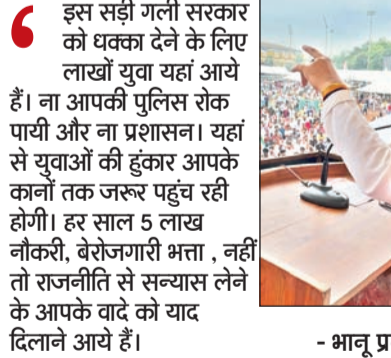 इस सड़ी गली सरकार
को धक्का देने के लिए
लाखों युवा यहां आये
हैं। ना आपकी पुलिस रोक
पायी और ना प्रशासन। यहां
से युवाओं की हुंकार आपके
कानों तक जरूर पहुंच रही
होगी। हर साल 5 लाख
नौकरी, बेरोजगारी भत्ता , नहीं
तो राजनीति से सन्यास लेने
के आपके वादे को याद
दिलाने आये हैं।
- भानू प्र